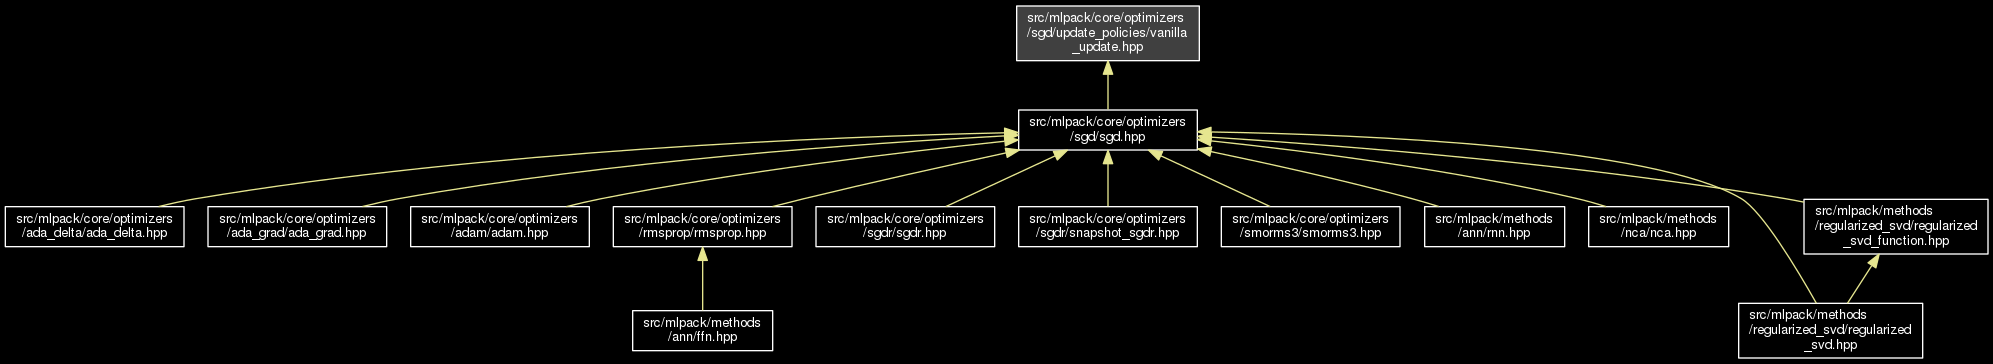 src/mlpack/core/optimizers
/sgd/update_policies/vanilla
_update.hpp
src/mlpack/core/optimizers
/sgd/sgd.hpp
src/mlpack/core/optimizers
/ada_delta/ada_delta.hpp
src/mlpack/core/optimizers
/ada_grad/ada_grad.hpp
src/mlpack/core/optimizers
/adam/adam.hpp
src/mlpack/core/optimizers
/rmsprop/rmsprop.hpp
src/mlpack/core/optimizers
/sgdr/sgdr.hpp
src/mlpack/core/optimizers
/sgdr/snapshot_sgdr.hpp
src/mlpack/core/optimizers
/smorms3/smorms3.hpp
src/mlpack/methods
/ann/rnn.hpp
src/mlpack/methods
/nca/nca.hpp
src/mlpack/methods
/regularized_svd/regularized
_svd_function.hpp
src/mlpack/methods
/ann/ffn.hpp
src/mlpack/methods
/regularized_svd/regularized
_svd.hpp